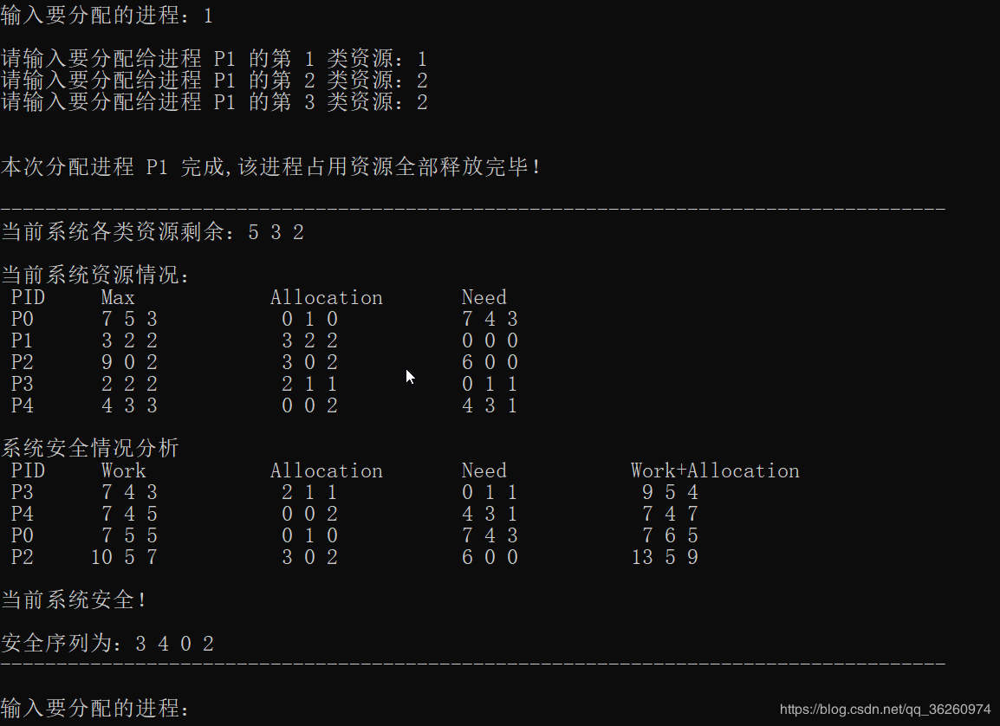 输入要分配的进程：1
请输入要分配给进程 P1 的第 1 类资源：1
请输入要分配给进程 P1 的第 2 类资源：2
请输入要分配给进程 P1 的第 3 类资源：2
本次分配进程 P1 完成,该进程占用资源全部释放完毕！
--------------------------------------------------------------------------------
当前系统各类资源剩余：5 3 2
当前系统资源情况：
PID Max Allocation Need
P0 7 5 3 0 1 0 7 4 3
P1 3 2 2 3 2 2 0 0 0
P2 9 0 2 3 0 2 6 0 0
P3 2 2 2 2 1 1 0 1 1
P4 4 3 3 0 0 2 4 3 1
系统安全情况分析
PID Work Allocation Need Work+Allocation
P3 7 4 3 2 1 1 0 1 1 9 5 4
P4 7 4 5 0 0 2 4 3 1 7 4 7
P0 7 5 5 0 1 0 7 4 3 7 6 5
P2 10 5 7 3 0 2 6 0 0 13 5 9
当前系统安全！
安全序列为：3 4 0 2
--------------------------------------------------------------------------------
输入要分配的进程：
https://blog.csdn.net/qq_36260974